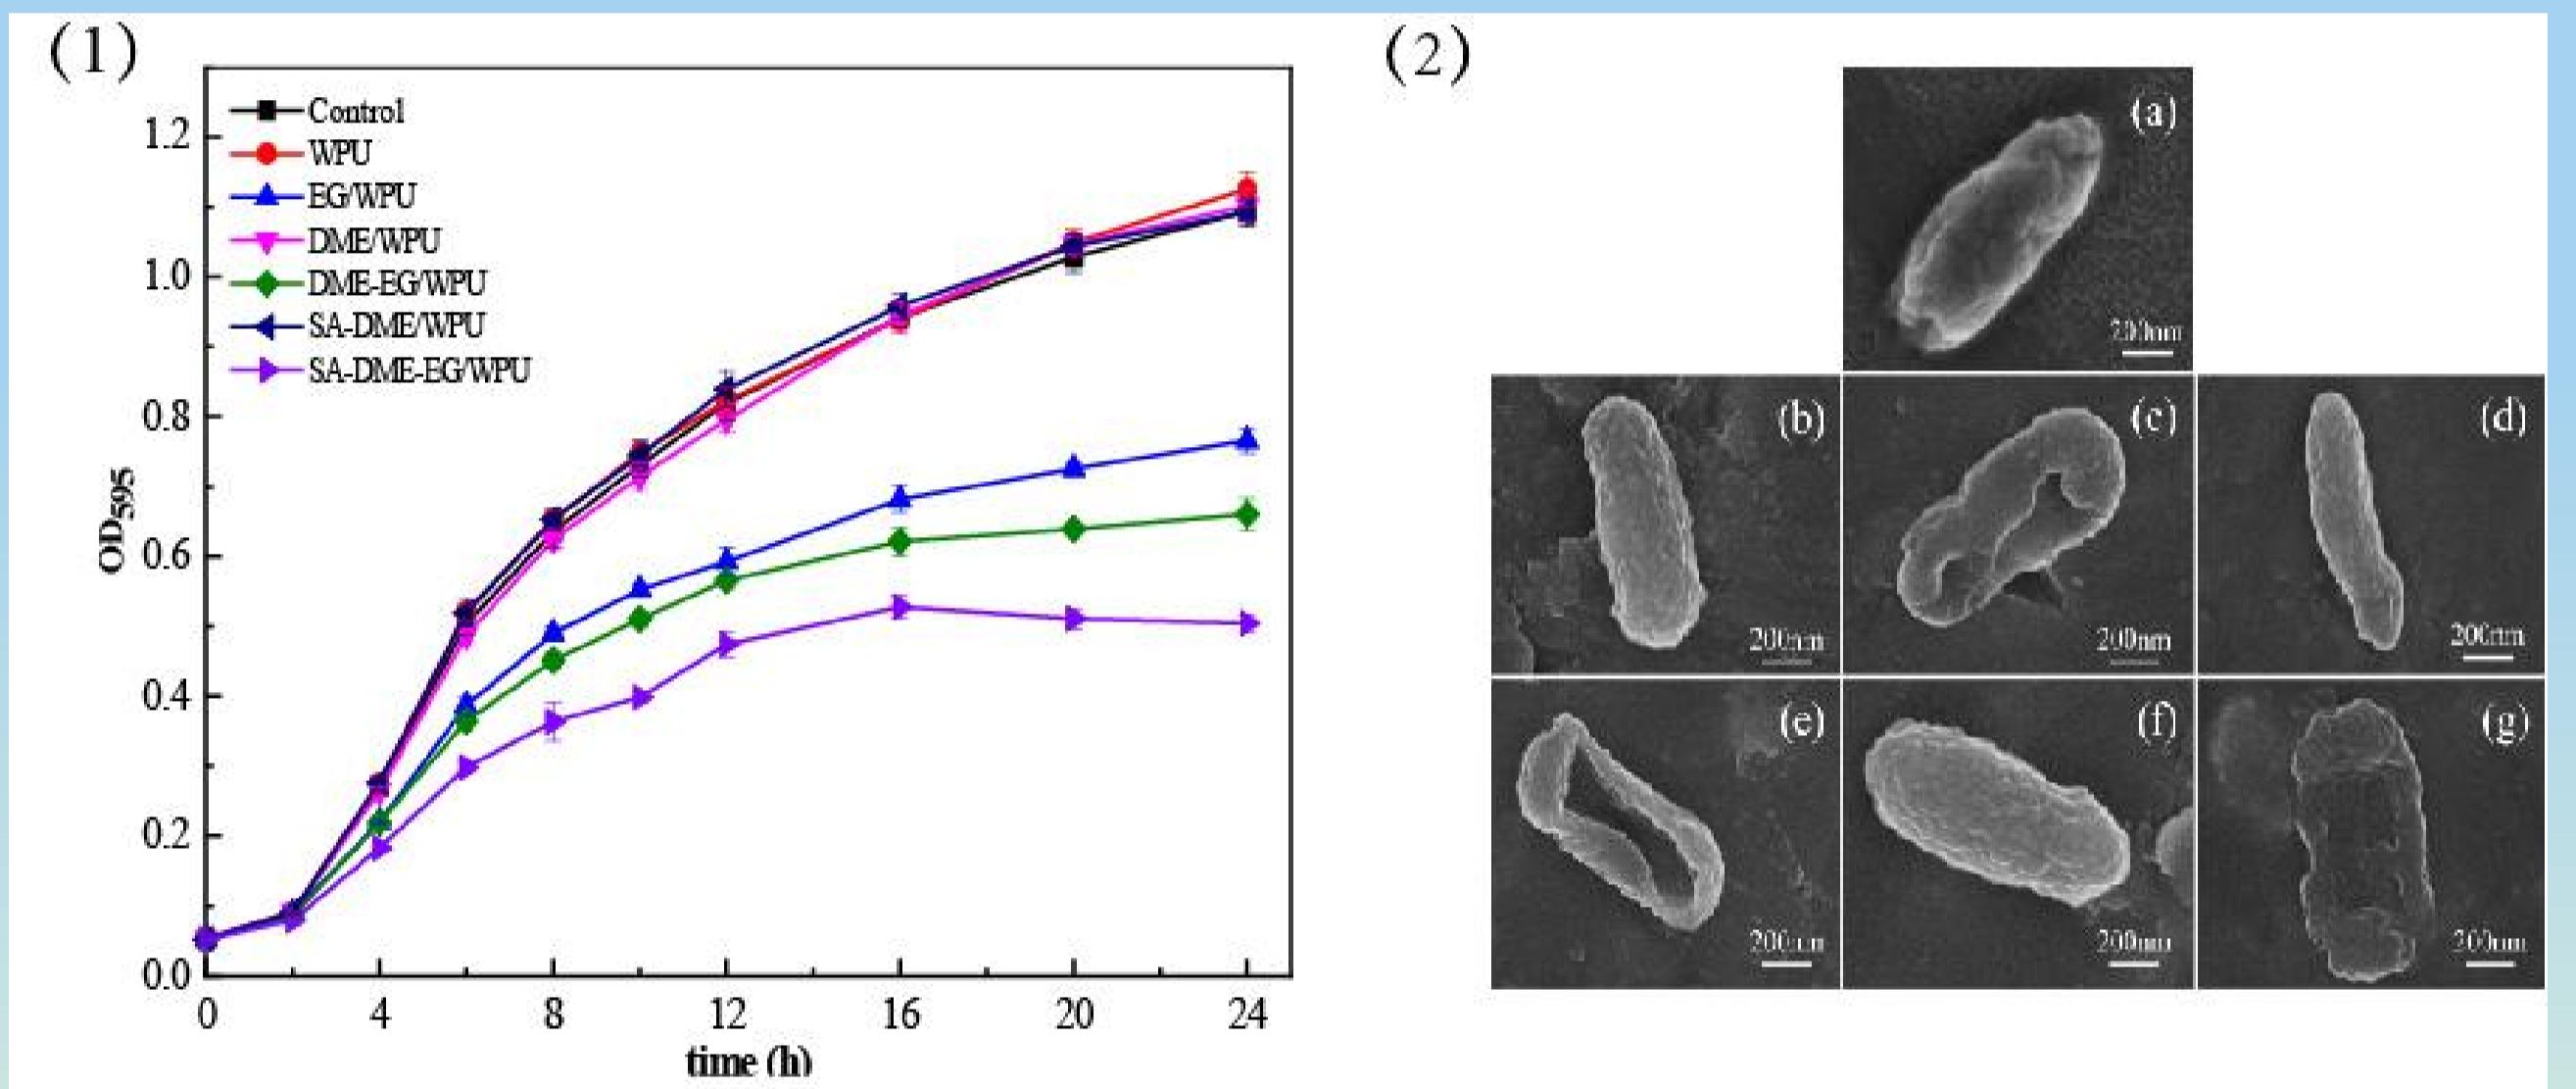 (1)
Control
WPU
EG/WPU
DME/WPU
DME-EG/WPU
SA-DME/WPU
SA-DME-EG/WPU
1.2
1.0
0.8
0.6
0.4
0.2
0.0
OD595
0 4 8 12 16 20 24
time (h)
(2)
(a)
200nm
(b) (c) (d)
200nm 200nm 200nm
(e) (f) (g)
200nm 200nm 200nm